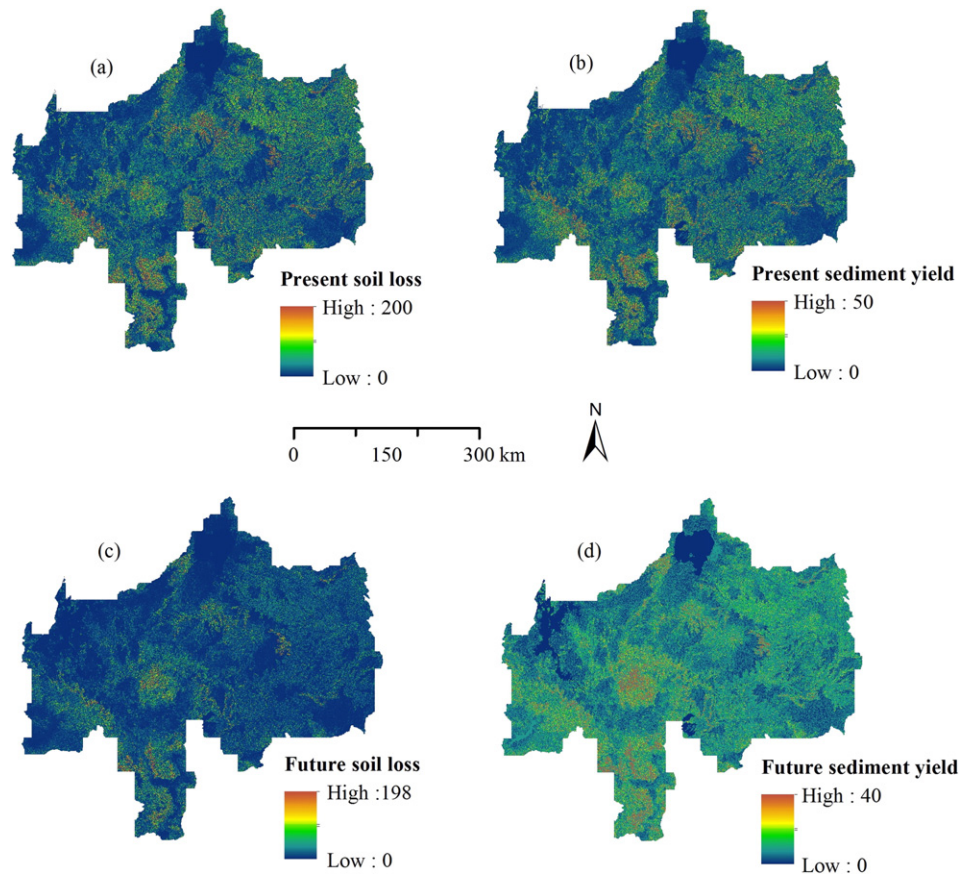 (a)
Present soil loss
High : 200
Low : 0
(b)
Present sediment yield
High : 50
Low : 0
0 150 300 km
N
(c)
Future soil loss
High :198
Low : 0
(d)
Future sediment yield
High : 40
Low : 0